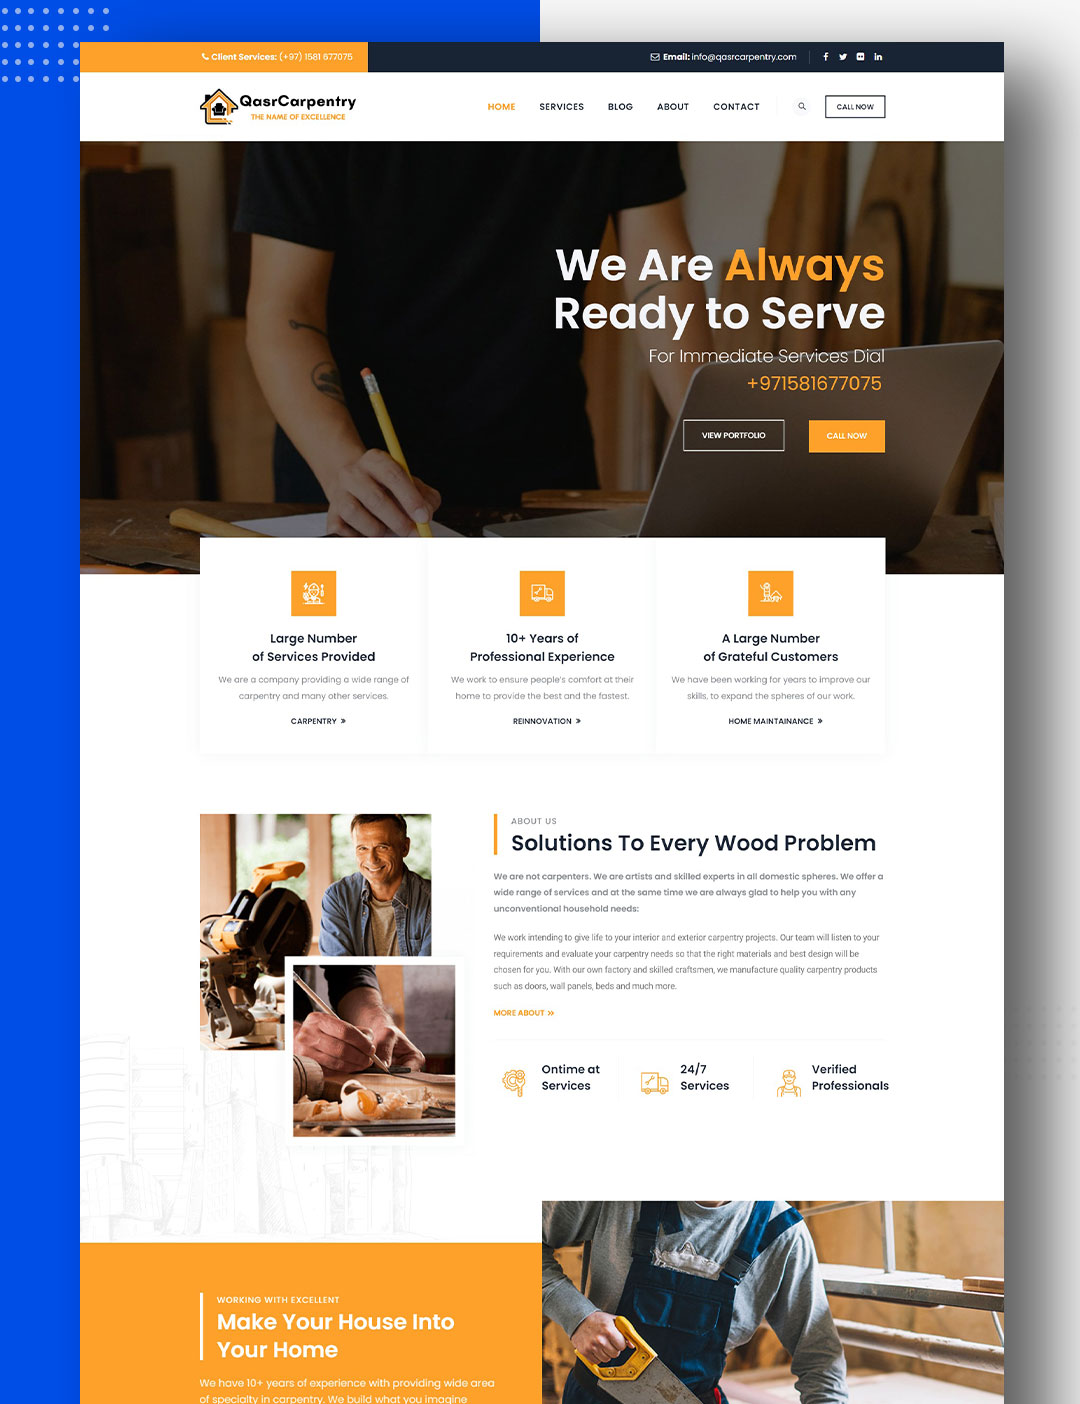 Client Services: (+97) 1581 677075
Email: info@qasrcarpentry.com
QasrCarpentry
THE NAME OF EXCELLENCE
HOME SERVICES BLOG ABOUT CONTACT
CALL NOW
We Are Always
Ready to Serve
For Immediate Services Dial
+971581677075
VIEW PORTFOLIO
CALL NOW
Large Number
of Services Provided
We are a company providing a wide range of
carpentry and many other services.
CARPENTRY »
10+ Years of
Professional Experience
We work to ensure people's comfort at their
home to provide the best and the fastest.
REINNOVATION »
A Large Number
of Grateful Customers
We have been working for years to improve our
skills, to expand the spheres of our work.
HOME MAINTAINANCE »
ABOUT US
Solutions To Every Wood Problem
We are not carpenters. We are artists and skilled experts in all domestic spheres. We offer a
wide range of services and at the same time we are always glad to help you with any
unconventional household needs:
We work intending to give life to your interior and exterior carpentry projects. Our team will listen to your
requirements and evaluate your carpentry needs so that the right materials and best design will be
chosen for you. With our own factory and skilled craftsmen, we manufacture quality carpentry products
such as doors, wall panels, beds and much more.
MORE ABOUT »
Ontime at
Services
24/7
Services
Verified
Professionals
WORKING WITH EXCELLENT
Make Your House Into
Your Home
We have 10+ years of experience with providing wide area
of specialty in carpentry. We build what you imagine